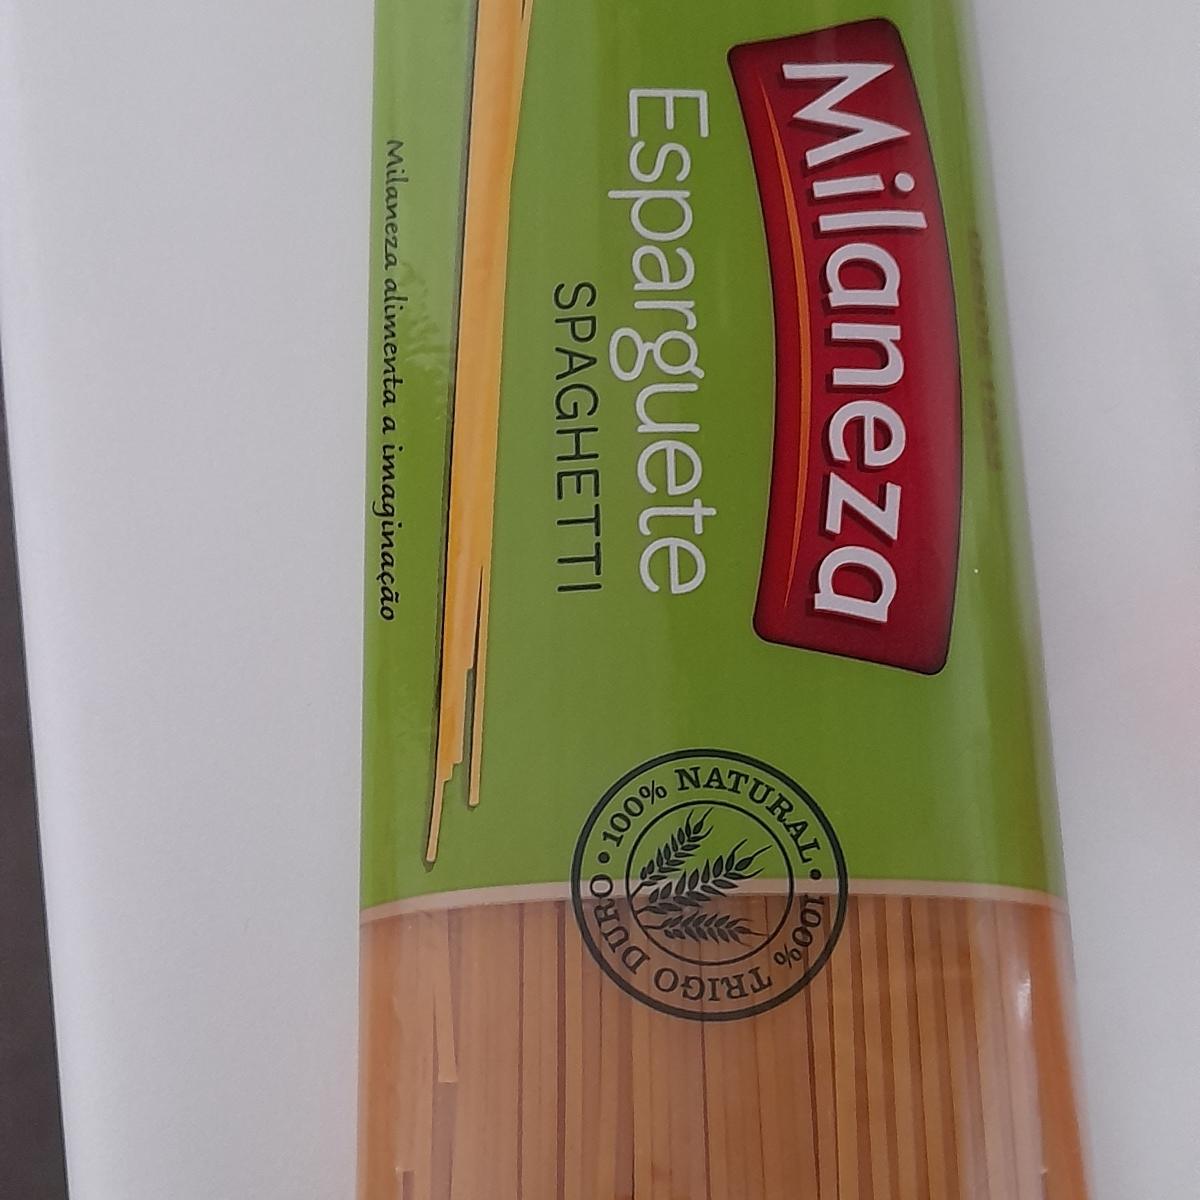 Milaneza
Esparguete
SPAGHETTI
Milaneza alimenta a imaginação
100% NATURAL • 100% TRIGO DURO •